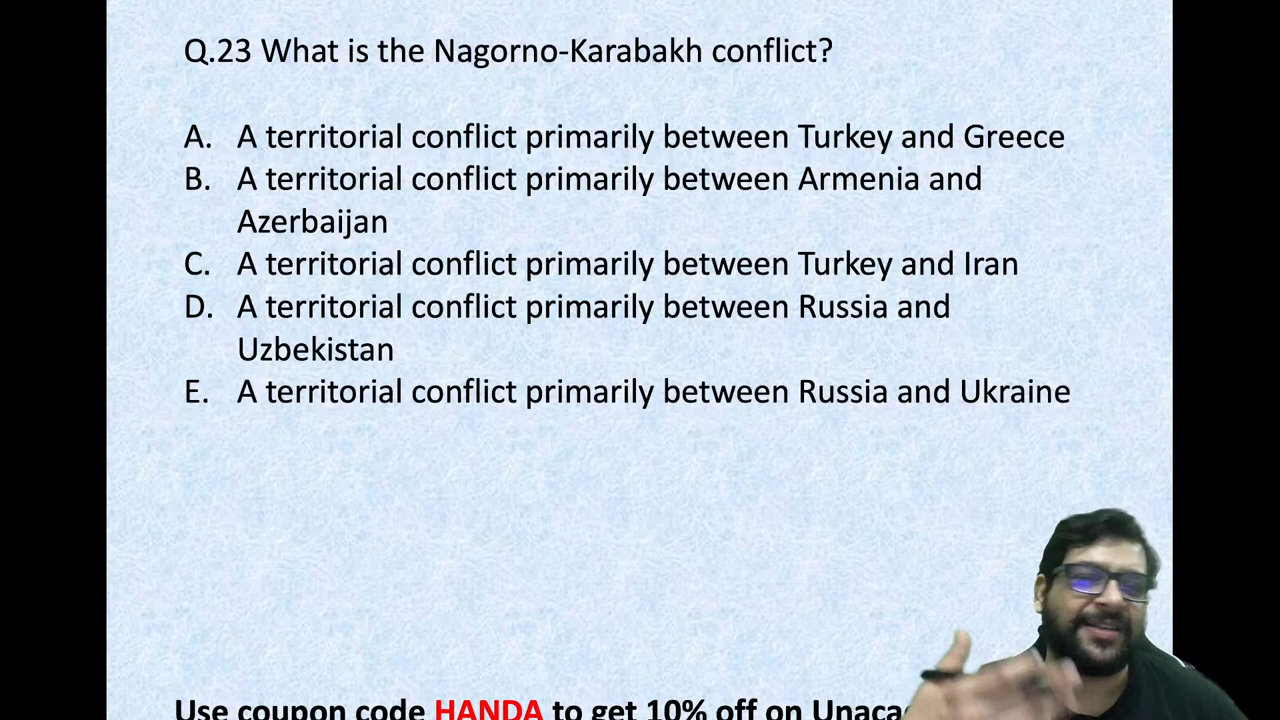 Q.23 What is the Nagorno-Karabakh conflict?
A. A territorial conflict primarily between Turkey and Greece
B. A territorial conflict primarily between Armenia and
Azerbaijan
C. A territorial conflict primarily between Turkey and Iran
D. A territorial conflict primarily between Russia and
Uzbekistan
E. A territorial conflict primarily between Russia and Ukraine
Use coupon code HANDA to get 10% off on